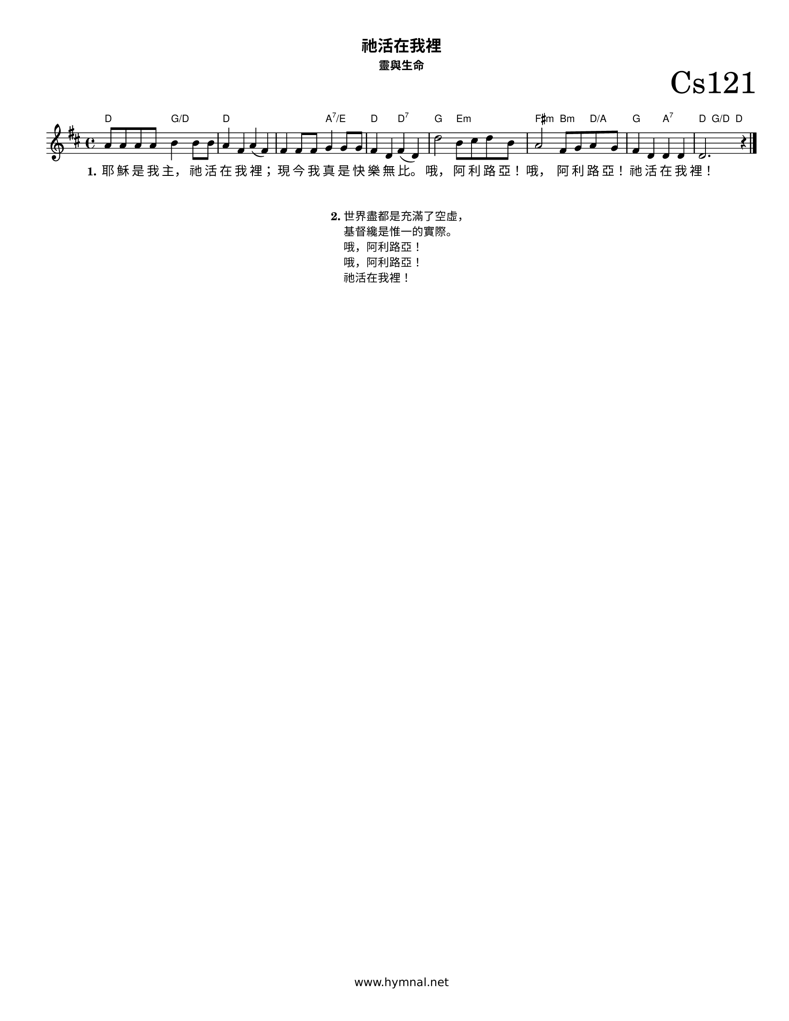 祂活在我裡
靈與生命
Cs121
D G/D D A7/E D D7 G Em F#m Bm D/A G A7 D G/D D
1. 耶穌是我主，祂活在我裡；現今我真是快樂無比。哦，阿利路亞！哦，阿利路亞！祂活在我裡！
2. 世界盡都是充滿了空虛，
基督纔是惟一的實際。
哦，阿利路亞！
哦，阿利路亞！
祂活在我裡！
www.hymnal.net